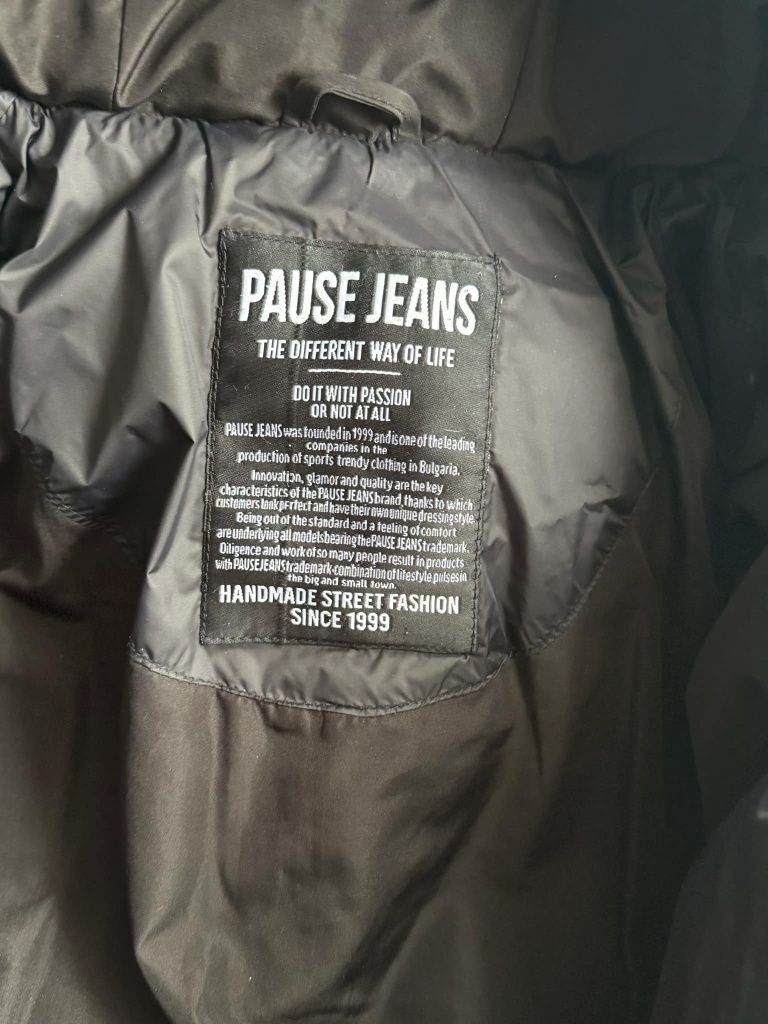 PAUSE JEANS
THE DIFFERENT WAY OF LIFE
DO IT WITH PASSION
OR NOT AT ALL
PAUSE JEANS was founded in 1999 and is one of the leading
companies in the
production of sports trendy clothing in Bulgaria.
Innovation, glamor and quality are the key
characteristics of the PAUSE JEANS brand, thanks to which
customers look perfect and have their own unique dressing style.
Being out of the standard and a feeling of comfort
are underlying all models bearing the PAUSE JEANS trademark.
Diligence and work of so many people result in products
with PAUSE JEANS trademark-combination of lifestyle pulses in
the big and small town.
HANDMADE STREET FASHION
SINCE 1999